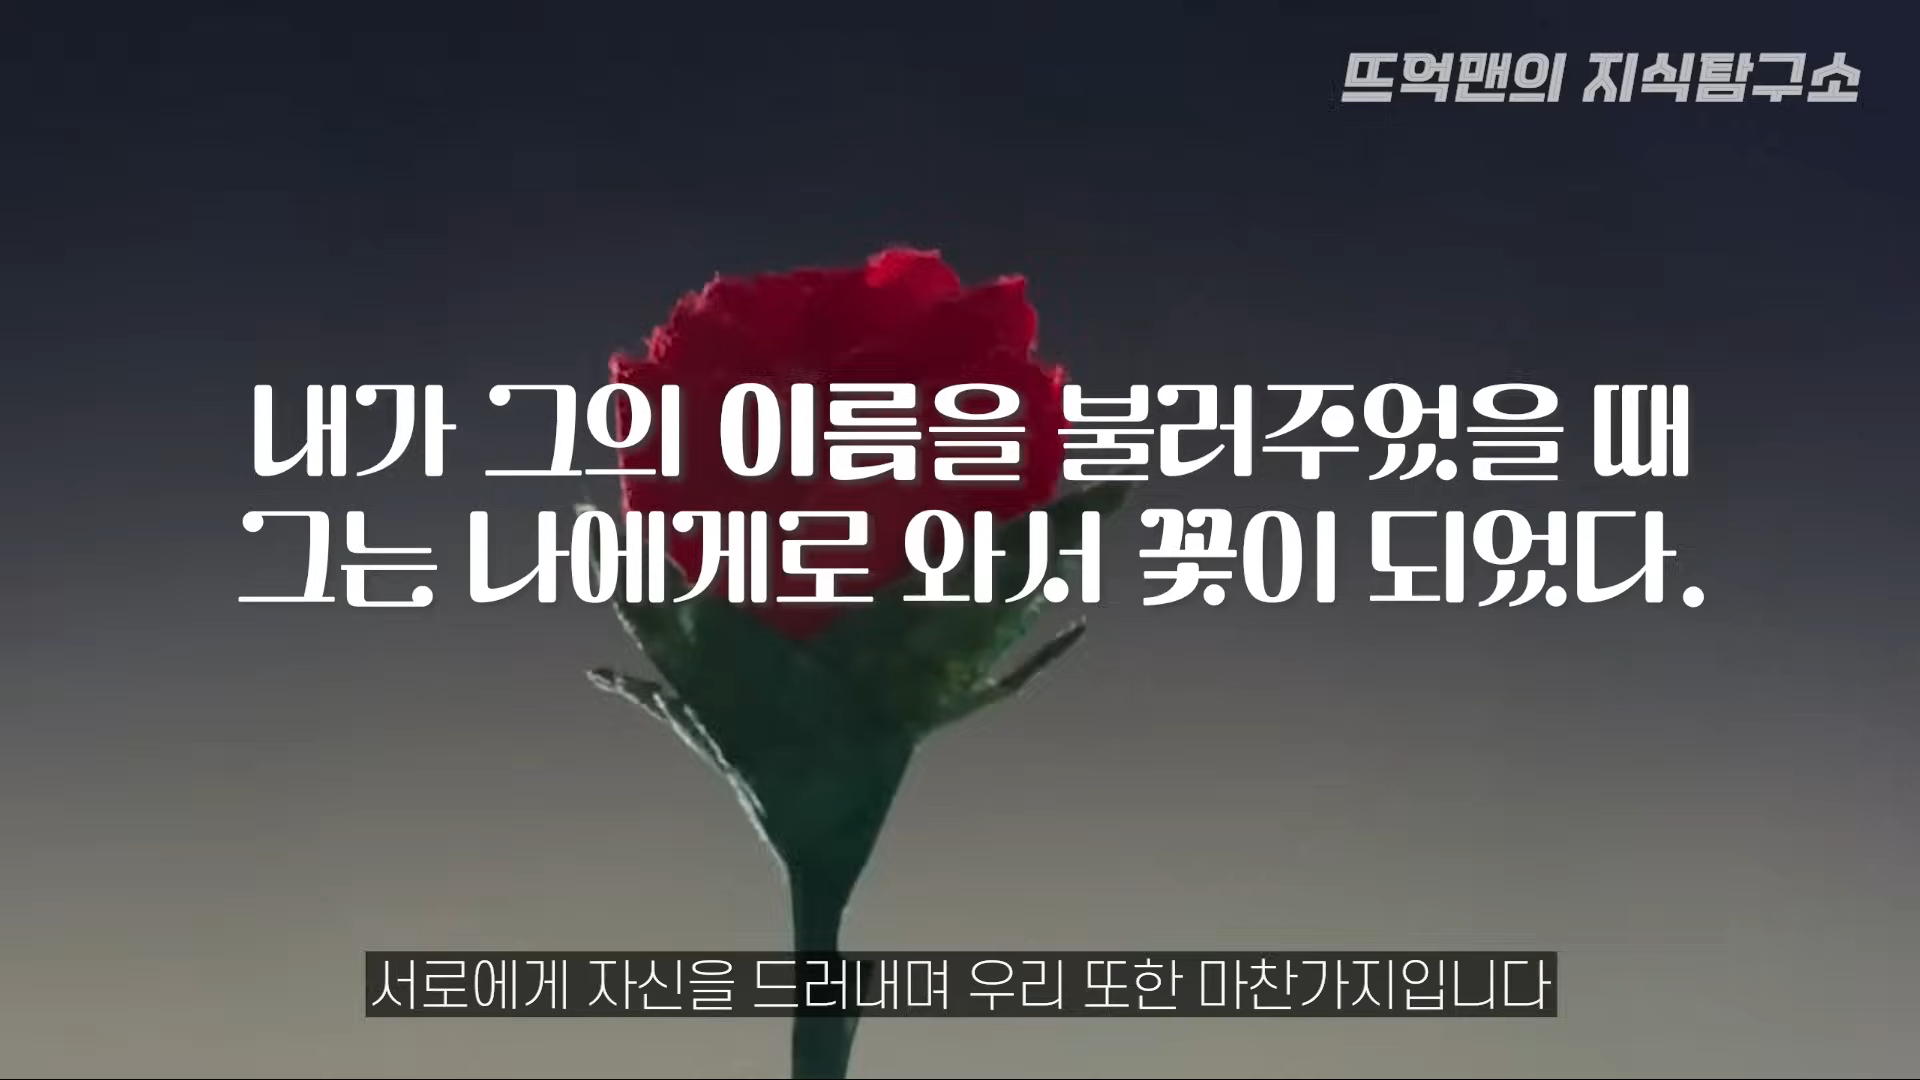 뜨억맨의 지식탐구소
내가 그의 이름을 불러주었을 때
그는 나에게로 와서 꽃이 되었다.
서로에게 자신을 드러내며 우리 또한 마찬가지입니다